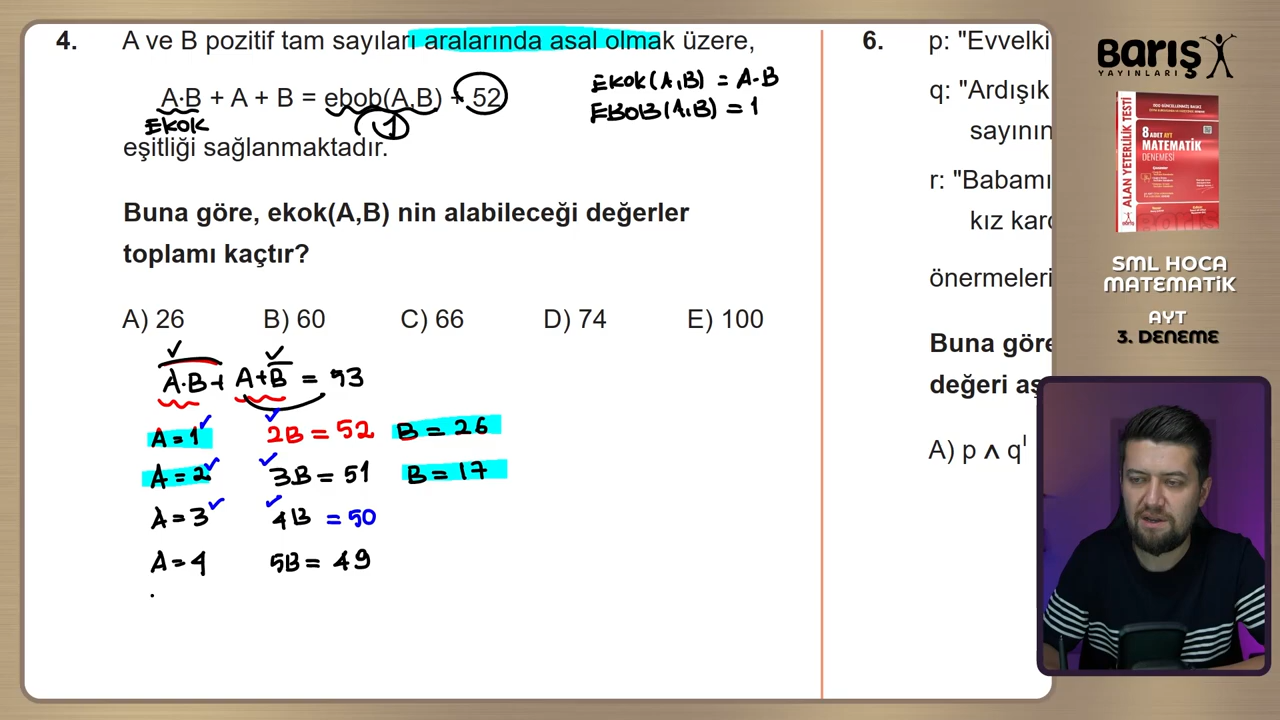 4. A ve B pozitif tam sayıları aralarında asal olmak üzere,
A·B + A + B = ebob(A,B) + 52
EKOK
1
EKOK(A,B) = A·B
EBOB(A,B) = 1
eşitliği sağlanmaktadır.
Buna göre, ekok(A,B) nin alabileceği değerler
toplamı kaçtır?
A) 26 B) 60 C) 66 D) 74 E) 100
A·B + A+B = 53
A=1 2B = 52 B = 26
A=2 3B = 51 B = 17
A=3 4B = 50
A=4 5B = 49
6. p: "Evvelki
q: "Ardışık
sayının
r: "Babamı
kız kard
önermeleri
Buna göre
değeri aş
A) p ∧ q'
BARIŞ
YAYINLARI
ALAN YETERLİLİK TESTİ
8 ADET AYT
MATEMATİK
DENEMESİ
SML HOCA
MATEMATİK
AYT
3. DENEME